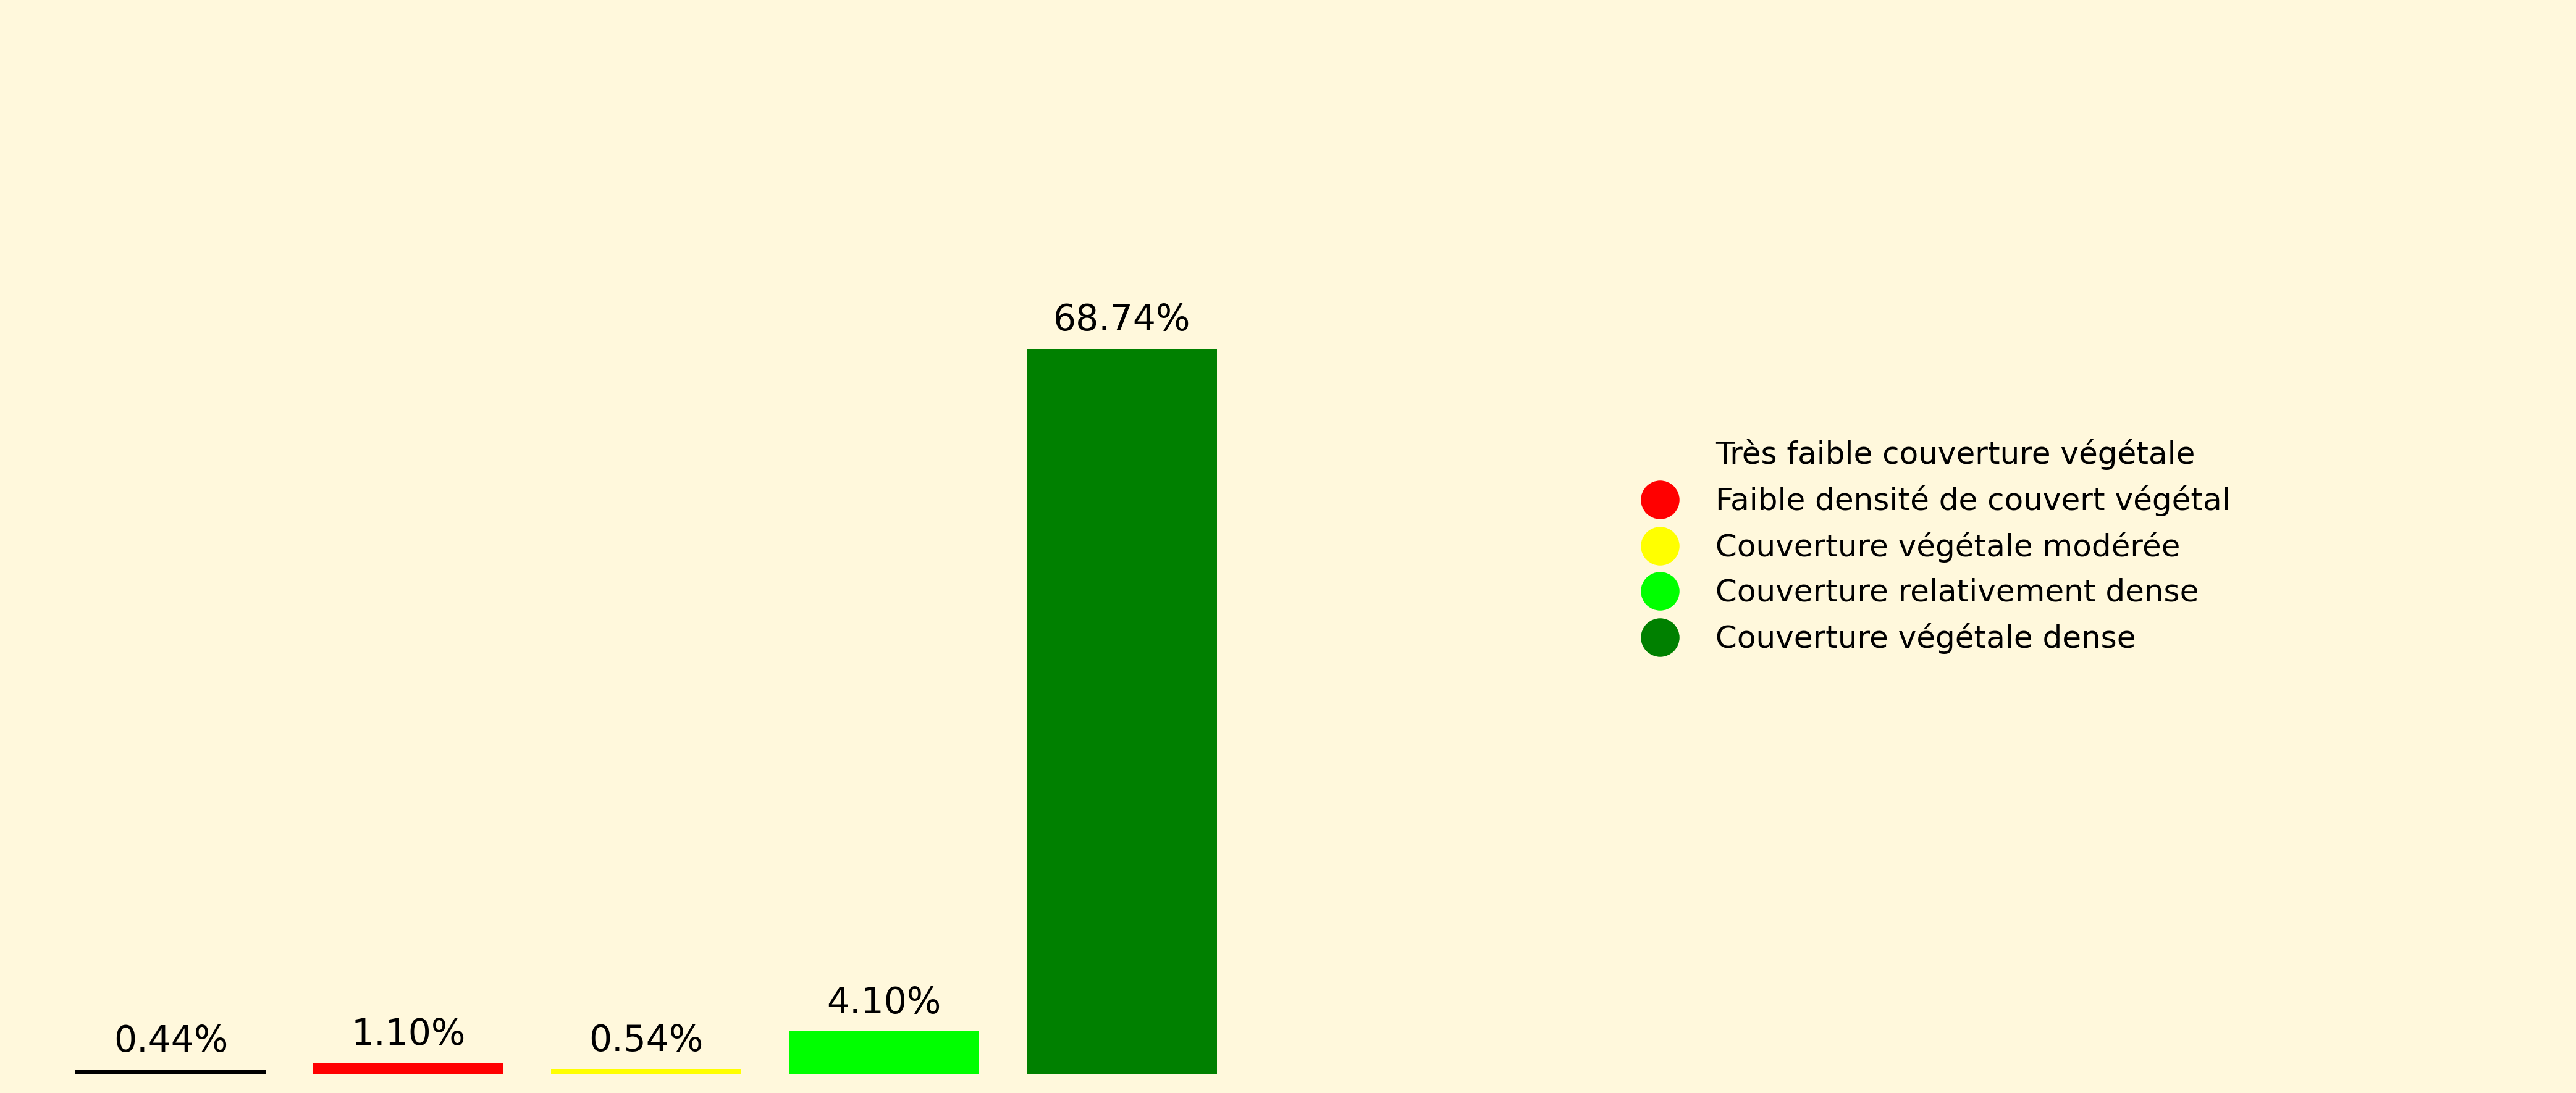 68.74%
4.10%
1.10%
0.54%
0.44%
Très faible couverture végétale
Faible densité de couvert végétal
Couverture végétale modérée
Couverture relativement dense
Couverture végétale dense